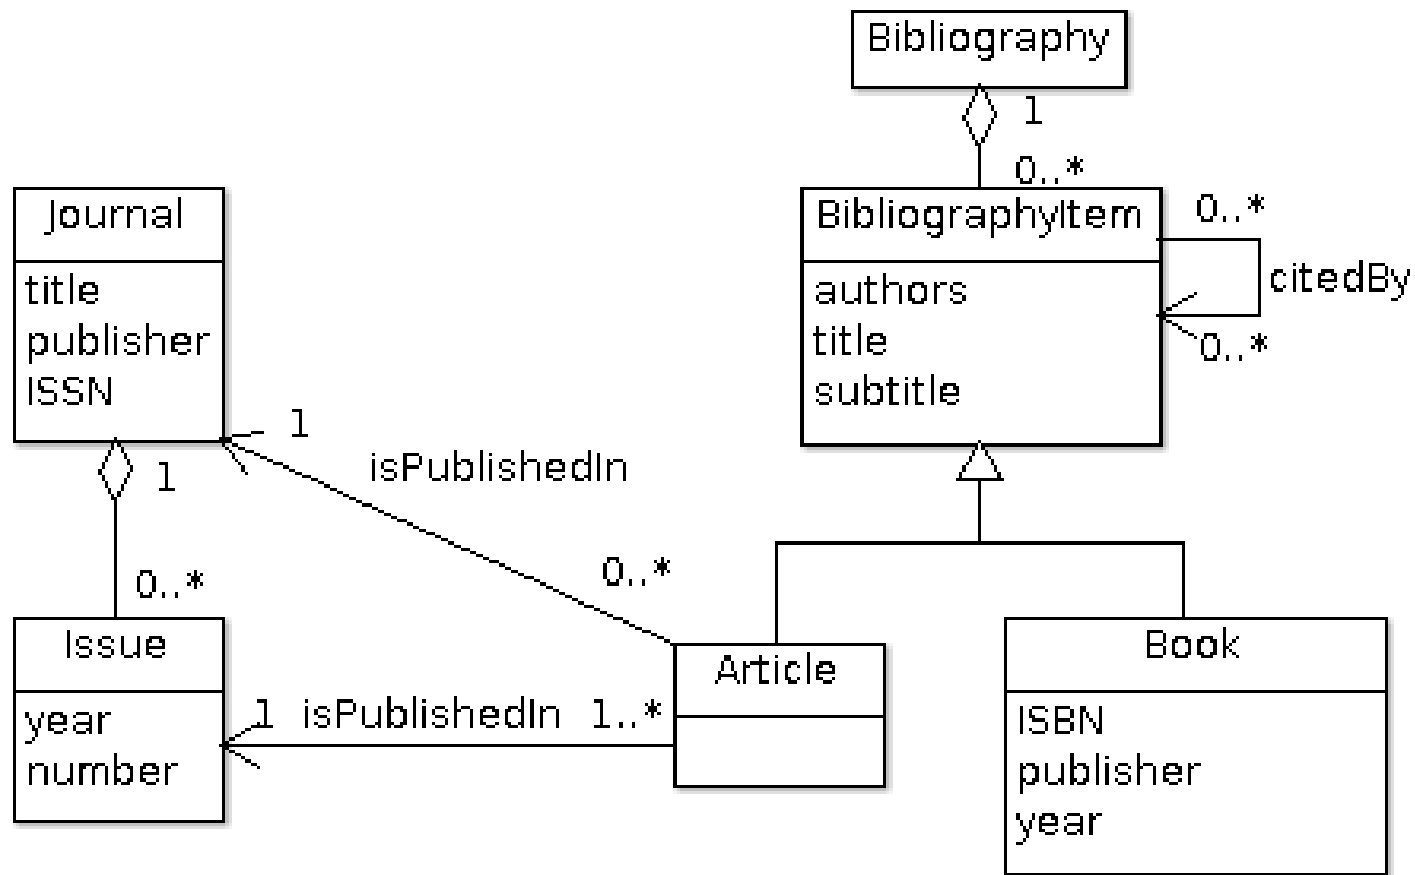 Bibliography
1
0..*
Journal
title
publisher
ISSN
BibliographyItem
authors
title
subtitle
0..*
citedBy
0..*
1
isPublishedIn
0..*
1
0..*
Issue
year
number
1 isPublishedIn 1..*
Article
Book
ISBN
publisher
year